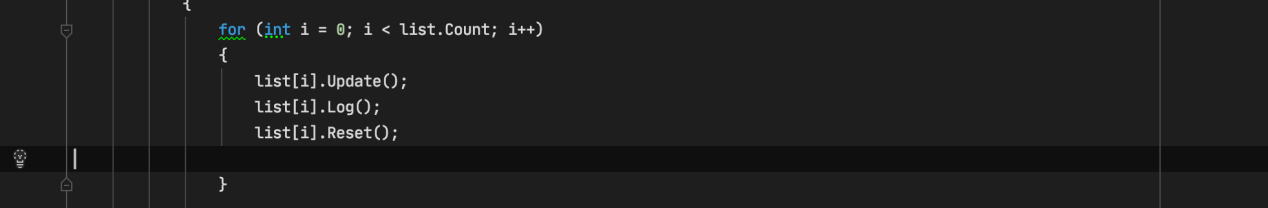 {
for (int i = 0; i < list.Count; i++)
{
list[i].Update();
list[i].Log();
list[i].Reset();
}